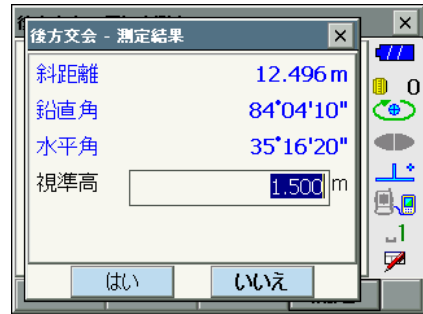 後方交会 - 測定結果
斜距離 12.496 m
鉛直角 84°04'10"
水平角 35°16'20"
視準高 1.500 m
はい いいえ
0
1